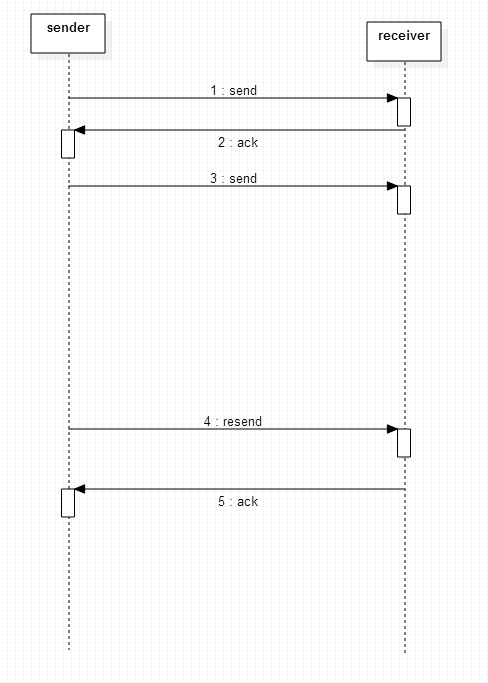 sender
receiver
1 : send
2 : ack
3 : send
4 : resend
5 : ack